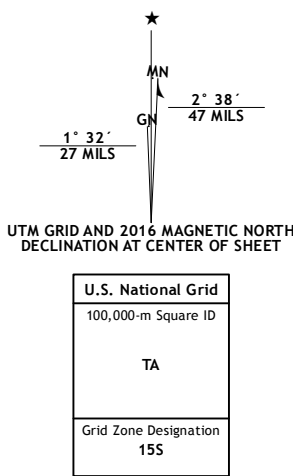 ★
MN
GN
2° 38´
47 MILS
1° 32´
27 MILS
UTM GRID AND 2016 MAGNETIC NORTH
DECLINATION AT CENTER OF SHEET
U.S. National Grid
100,000-m Square ID
TA
Grid Zone Designation
15S